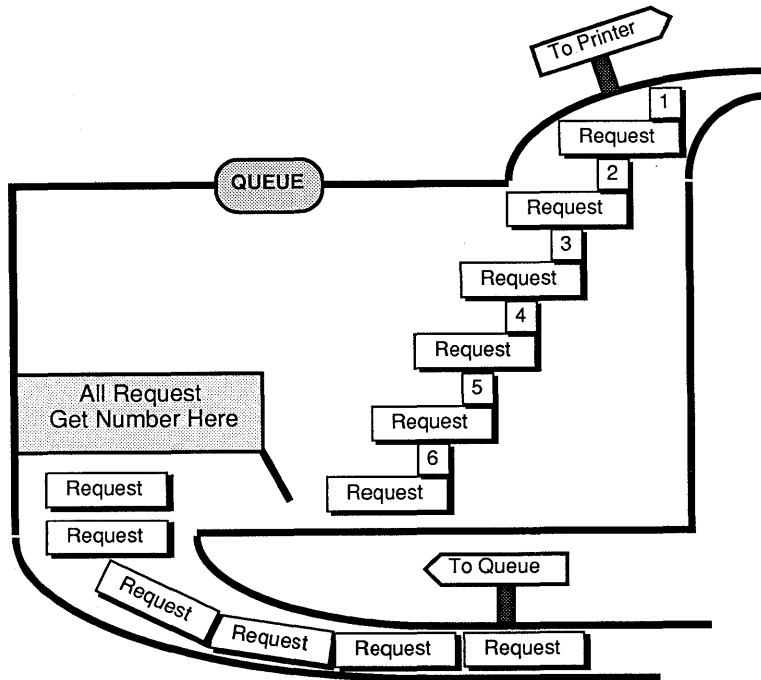 To Printer
1
Request
QUEUE
2
Request
3
Request
4
Request
All Request
Get Number Here
5
Request
6
Request
Request
Request
To Queue
Request
Request
Request
Request